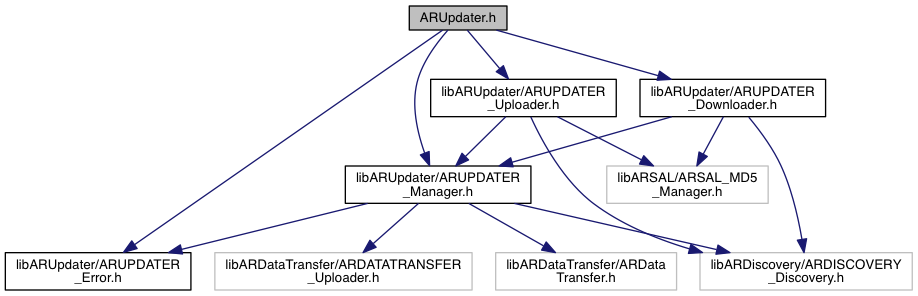 ARUpdater.h
libARUpdater/ARUPDATER
_Uploader.h
libARUpdater/ARUPDATER
_Downloader.h
libARUpdater/ARUPDATER
_Manager.h
libARSAL/ARSAL_MD5
_Manager.h
libARUpdater/ARUPDATER
_Error.h
libARDataTransfer/ARDATATRANSFER
_Uploader.h
libARDataTransfer/ARData
Transfer.h
libARDiscovery/ARDISCOVERY
_Discovery.h